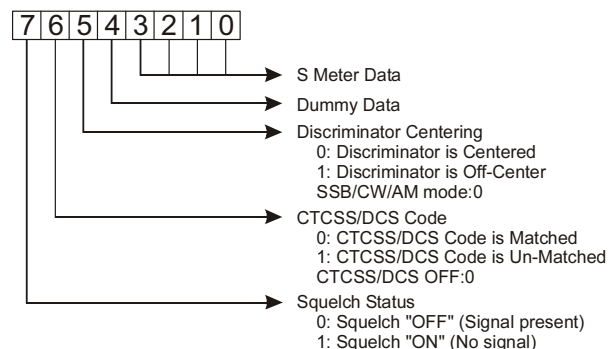 7 6 5 4 3 2 1 0
S Meter Data
Dummy Data
Discriminator Centering
0: Discriminator is Centered
1: Discriminator is Off-Center
SSB/CW/AM mode:0
CTCSS/DCS Code
0: CTCSS/DCS Code is Matched
1: CTCSS/DCS Code is Un-Matched
CTCSS/DCS OFF:0
Squelch Status
0: Squelch "OFF" (Signal present)
1: Squelch "ON" (No signal)